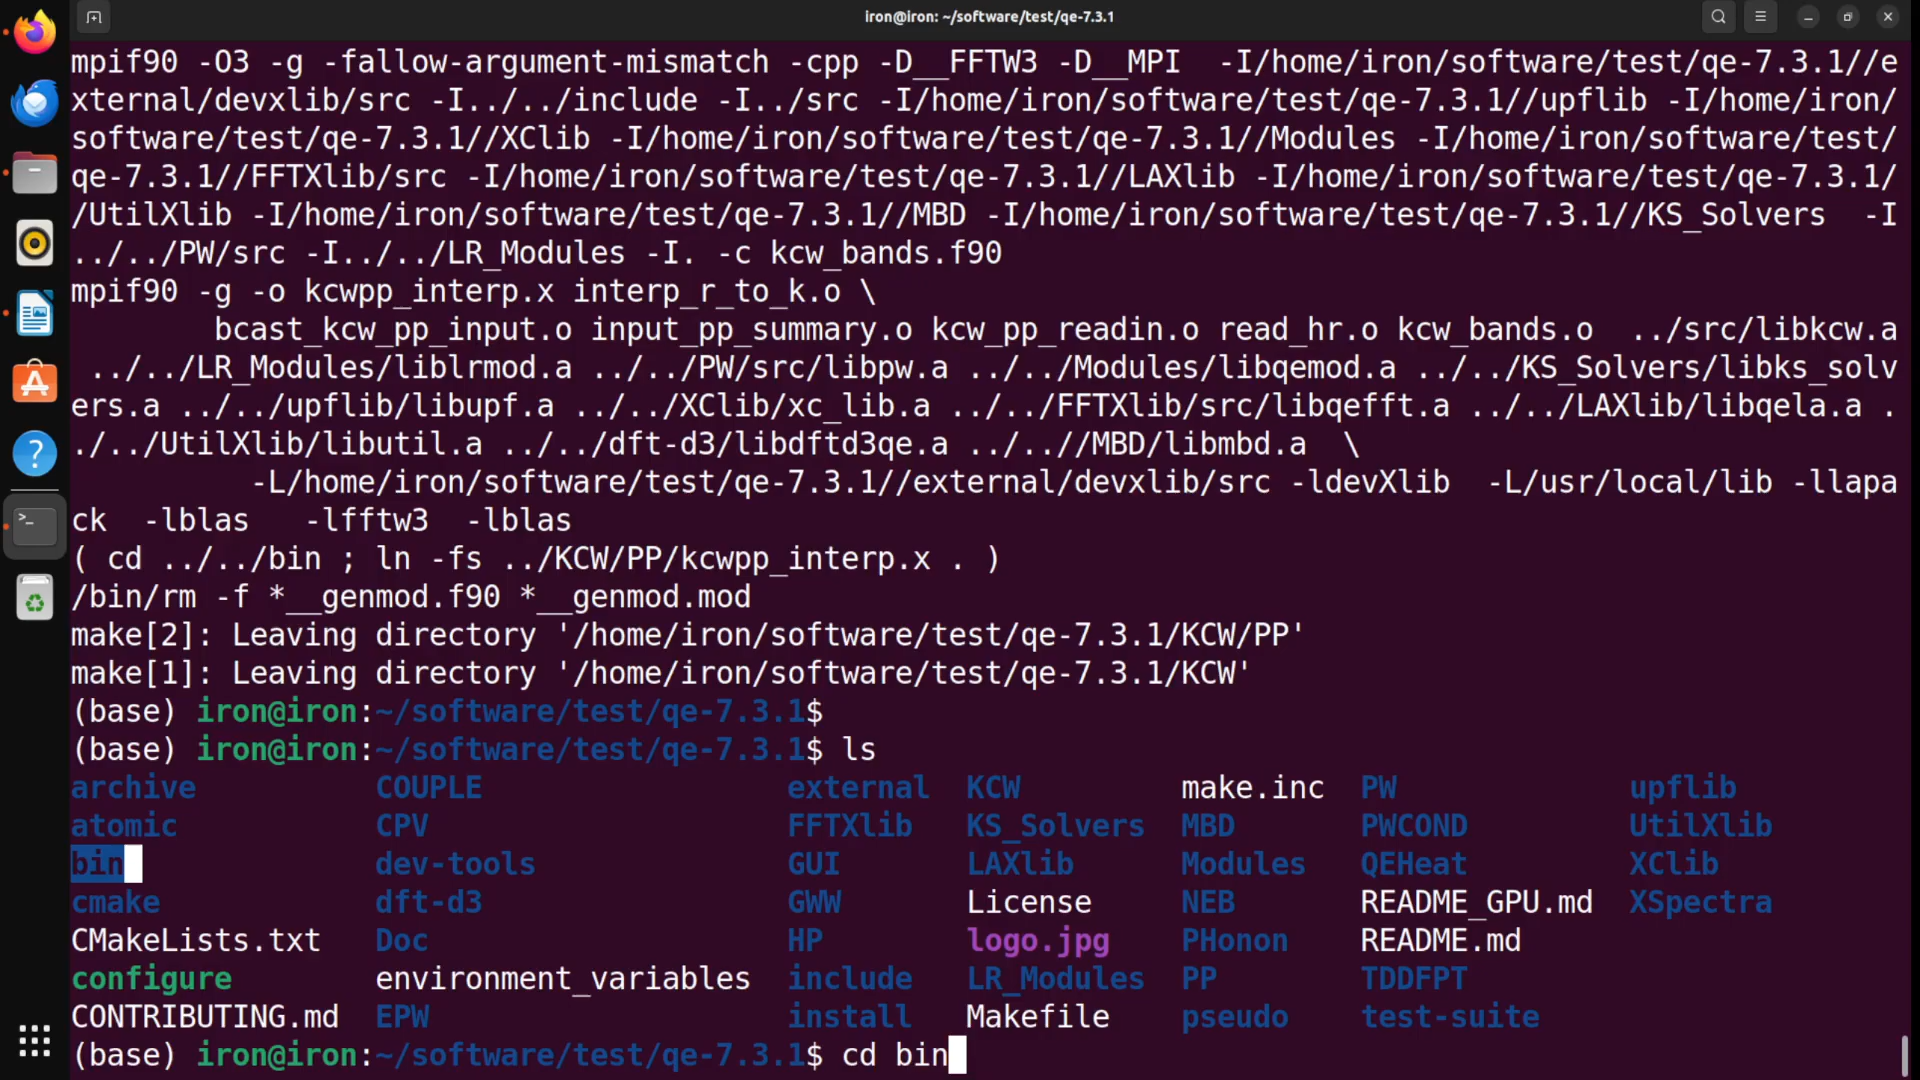 iron@iron: ~/software/test/qe-7.3.1
mpif90 -O3 -g -fallow-argument-mismatch -cpp -D__FFTW3 -D__MPI  -I/home/iron/software/test/qe-7.3.1//e
xternal/devxlib/src -I../../include -I../src -I/home/iron/software/test/qe-7.3.1//upflib -I/home/iron/
software/test/qe-7.3.1//XClib -I/home/iron/software/test/qe-7.3.1//Modules -I/home/iron/software/test/
qe-7.3.1//FFTXlib/src -I/home/iron/software/test/qe-7.3.1//LAXlib -I/home/iron/software/test/qe-7.3.1/
/UtilXlib -I/home/iron/software/test/qe-7.3.1//MBD -I/home/iron/software/test/qe-7.3.1//KS_Solvers  -I
../../PW/src -I../../LR_Modules -I. -c kcw_bands.f90
mpif90 -g -o kcwpp_interp.x interp_r_to_k.o \
        bcast_kcw_pp_input.o input_pp_summary.o kcw_pp_readin.o read_hr.o kcw_bands.o  ../src/libkcw.a
 ../../LR_Modules/liblrmod.a ../../PW/src/libpw.a ../../Modules/libqemod.a ../../KS_Solvers/libks_solv
ers.a ../../upflib/libupf.a ../../XClib/xc_lib.a ../../FFTXlib/src/libqefft.a ../../LAXlib/libqela.a .
./../UtilXlib/libutil.a ../../dft-d3/libdftd3qe.a ../..//MBD/libmbd.a  \
          -L/home/iron/software/test/qe-7.3.1//external/devxlib/src -ldevXlib  -L/usr/local/lib -llapa
ck  -lblas   -lfftw3  -lblas
( cd ../../bin ; ln -fs ../KCW/PP/kcwpp_interp.x . )
/bin/rm -f *__genmod.f90 *__genmod.mod
make[2]: Leaving directory '/home/iron/software/test/qe-7.3.1/KCW/PP'
make[1]: Leaving directory '/home/iron/software/test/qe-7.3.1/KCW'
(base) iron@iron:~/software/test/qe-7.3.1$
(base) iron@iron:~/software/test/qe-7.3.1$ ls
archive          COUPLE                 external  KCW         make.inc  PW             upflib
atomic           CPV                    FFTXlib   KS_Solvers  MBD       PWCOND         UtilXlib
bin              dev-tools              GUI       LAXlib      Modules   QEHeat         XClib
cmake            dft-d3                 GWW       License     NEB       README_GPU.md  XSpectra
CMakeLists.txt   Doc                    HP        logo.jpg    PHonon    README.md
configure        environment_variables  include   LR_Modules  PP        TDDFPT
CONTRIBUTING.md  EPW                    install   Makefile    pseudo    test-suite
(base) iron@iron:~/software/test/qe-7.3.1$ cd bin